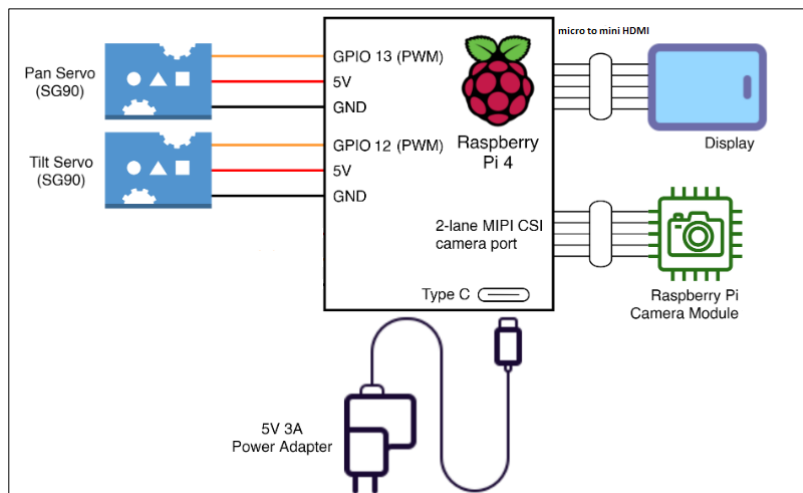 micro to mini HDMI
Pan Servo
(SG90)
GPIO 13 (PWM)
5V
GND
Tilt Servo
(SG90)
GPIO 12 (PWM)
5V
GND
Raspberry
Pi 4
Display
2-lane MIPI CSI
camera port
Raspberry Pi
Camera Module
Type C
5V 3A
Power Adapter